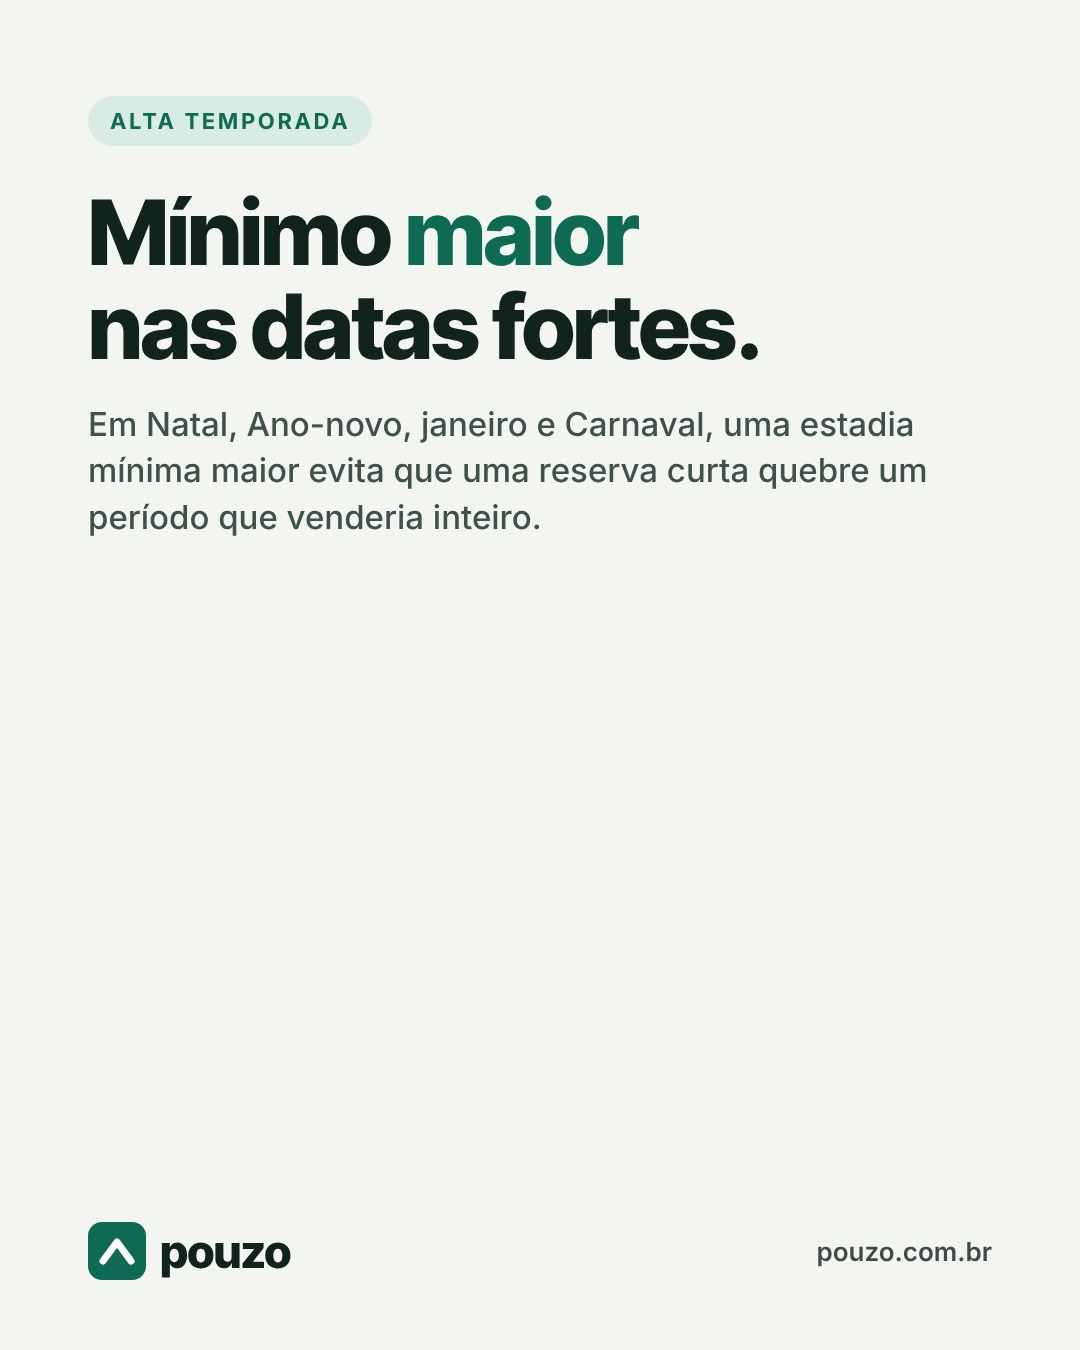 ALTA TEMPORADA
Mínimo maior
nas datas fortes.
Em Natal, Ano-novo, janeiro e Carnaval, uma estadia
mínima maior evita que uma reserva curta quebre um
período que venderia inteiro.
pouzo
pouzo.com.br